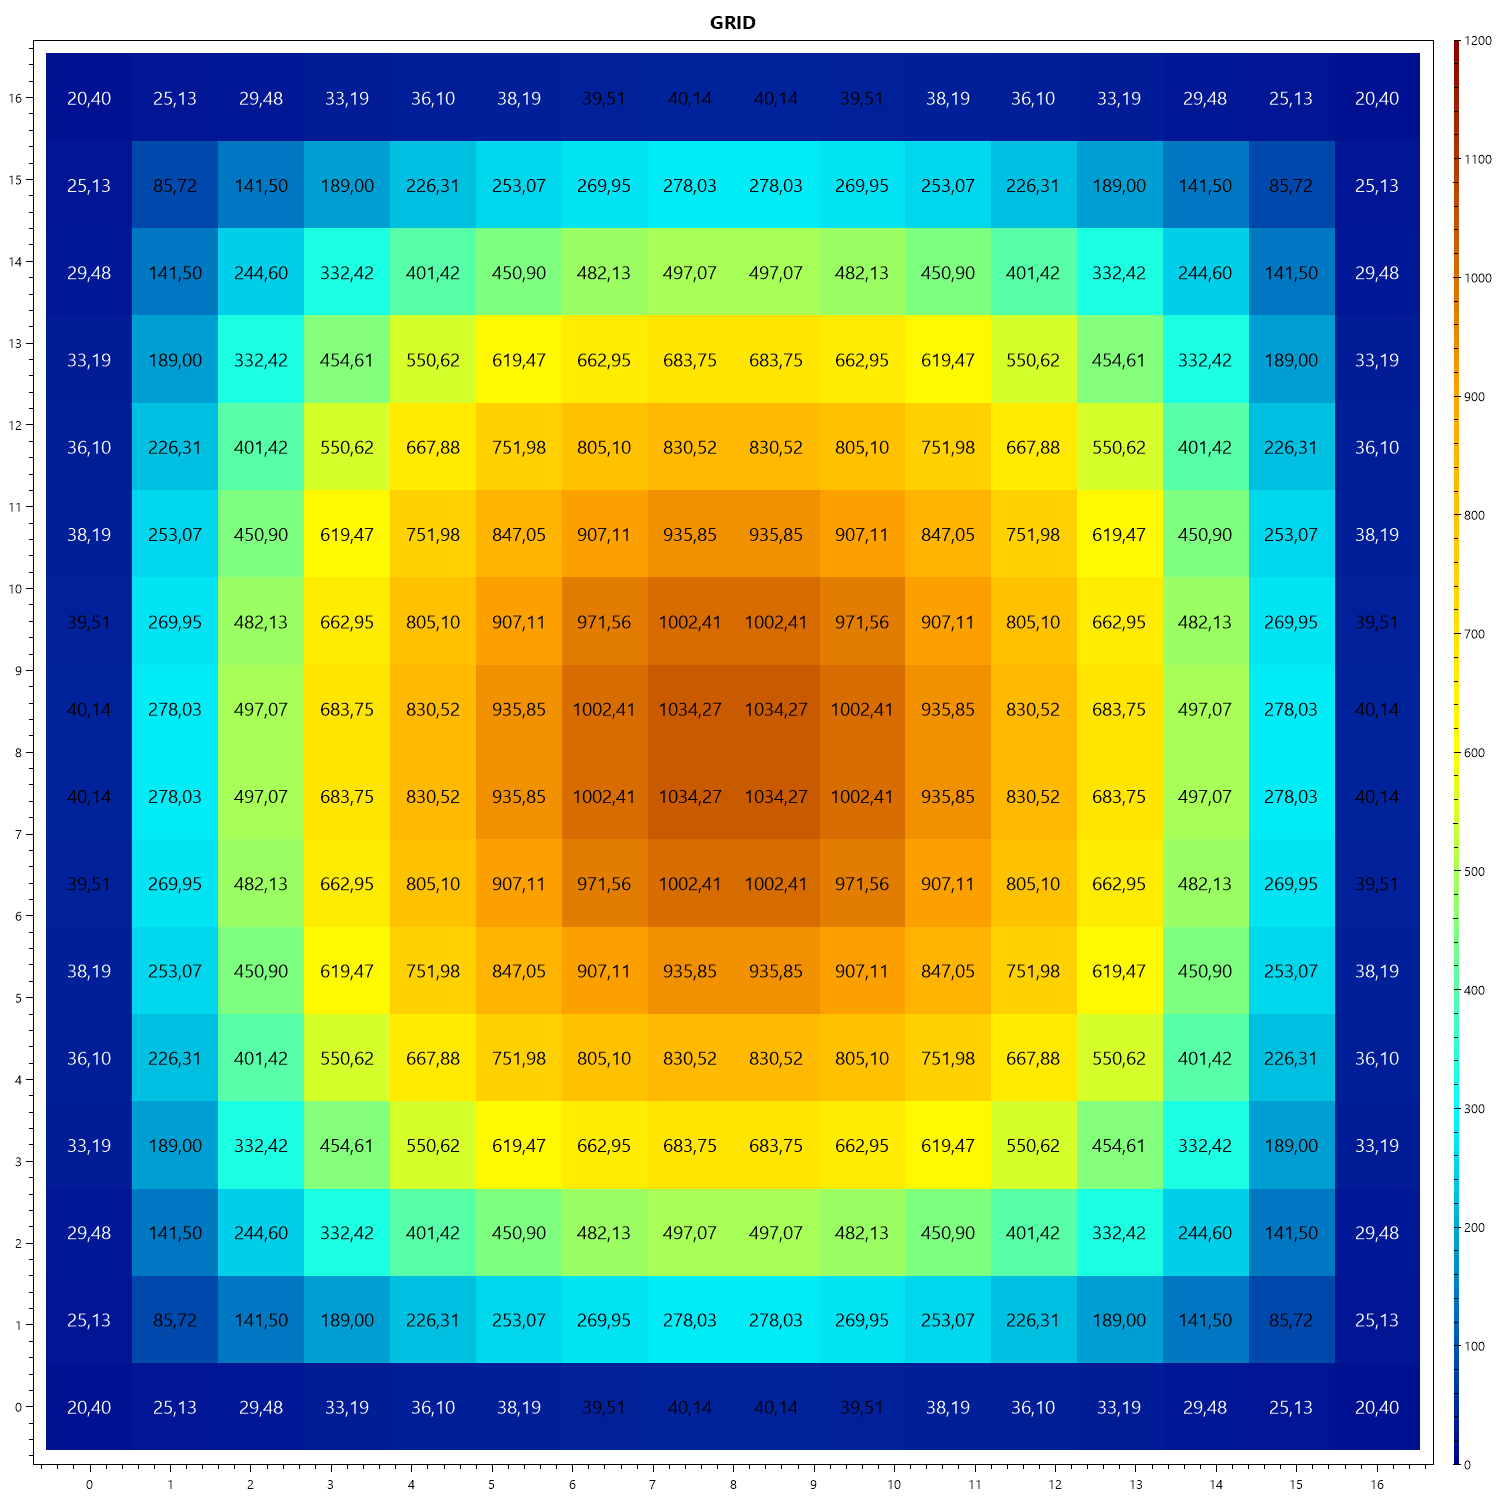 GRID
1200
16 20,40 25,13 29,48 33,19 36,10 38,19 39,51 40,14 40,14 39,51 38,19 36,10 33,19 29,48 25,13 20,40
1100
15 25,13 85,72 141,50 189,00 226,31 253,07 269,95 278,03 278,03 269,95 253,07 226,31 189,00 141,50 85,72 25,13
14 29,48 141,50 244,60 332,42 401,42 450,90 482,13 497,07 497,07 482,13 450,90 401,42 332,42 244,60 141,50 29,48
1000
13 33,19 189,00 332,42 454,61 550,62 619,47 662,95 683,75 683,75 662,95 619,47 550,62 454,61 332,42 189,00 33,19
900
12 36,10 226,31 401,42 550,62 667,88 751,98 805,10 830,52 830,52 805,10 751,98 667,88 550,62 401,42 226,31 36,10
11 38,19 253,07 450,90 619,47 751,98 847,05 907,11 935,85 935,85 907,11 847,05 751,98 619,47 450,90 253,07 38,19
800
10 39,51 269,95 482,13 662,95 805,10 907,11 971,56 1002,41 1002,41 971,56 907,11 805,10 662,95 482,13 269,95 39,51
700
9 40,14 278,03 497,07 683,75 830,52 935,85 1002,41 1034,27 1034,27 1002,41 935,85 830,52 683,75 497,07 278,03 40,14
8
600
40,14 278,03 497,07 683,75 830,52 935,85 1002,41 1034,27 1034,27 1002,41 935,85 830,52 683,75 497,07 278,03 40,14
7
500
39,51 269,95 482,13 662,95 805,10 907,11 971,56 1002,41 1002,41 971,56 907,11 805,10 662,95 482,13 269,95 39,51
6
38,19 253,07 450,90 619,47 751,98 847,05 907,11 935,85 935,85 907,11 847,05 751,98 619,47 450,90 253,07 38,19
400
5
36,10 226,31 401,42 550,62 667,88 751,98 805,10 830,52 830,52 805,10 751,98 667,88 550,62 401,42 226,31 36,10
4
300
33,19 189,00 332,42 454,61 550,62 619,47 662,95 683,75 683,75 662,95 619,47 550,62 454,61 332,42 189,00 33,19
3
200
29,48 141,50 244,60 332,42 401,42 450,90 482,13 497,07 497,07 482,13 450,90 401,42 332,42 244,60 141,50 29,48
2
25,13 85,72 141,50 189,00 226,31 253,07 269,95 278,03 278,03 269,95 253,07 226,31 189,00 141,50 85,72 25,13
1
100
0 20,40 25,13 29,48 33,19 36,10 38,19 39,51 40,14 40,14 39,51 38,19 36,10 33,19 29,48 25,13 20,40
0
0 1 2 3 4 5 6 7 8 9 10 11 12 13 14 15 16